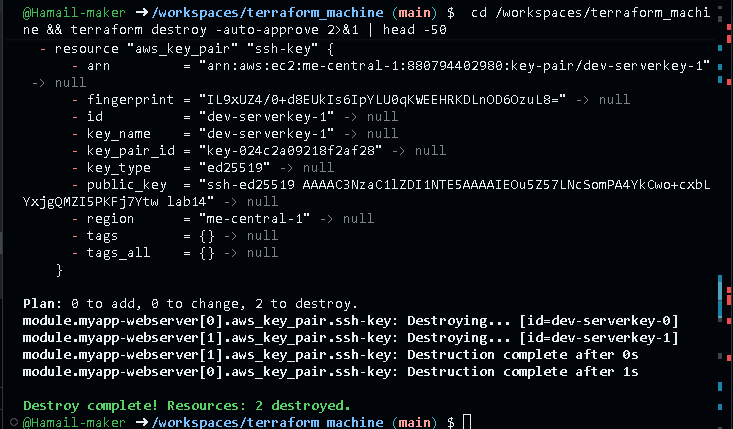 @Hamail-maker ➜ /workspaces/terraform_machine (main) $  cd /workspaces/terraform_machi
ne && terraform destroy -auto-approve 2>&1 | head -50
  - resource "aws_key_pair" "ssh-key" {
      - arn         = "arn:aws:ec2:me-central-1:880794402980:key-pair/dev-serverkey-1"
 -> null
      - fingerprint = "IL9xUZ4/0+d8EUkIs6IpYLU0qKWEEHRKDLnOD6OzuL8=" -> null
      - id          = "dev-serverkey-1" -> null
      - key_name    = "dev-serverkey-1" -> null
      - key_pair_id = "key-024c2a09218f2af28" -> null
      - key_type    = "ed25519" -> null
      - public_key  = "ssh-ed25519 AAAAC3NzaC1lZDI1NTE5AAAAIEOu5Z57LNcSomPA4YkCwo+cxbL
YxjgQMZI5PKFj7Ytw lab14" -> null
      - region      = "me-central-1" -> null
      - tags        = {} -> null
      - tags_all    = {} -> null
    }
Plan: 0 to add, 0 to change, 2 to destroy.
module.myapp-webserver[0].aws_key_pair.ssh-key: Destroying... [id=dev-serverkey-0]
module.myapp-webserver[1].aws_key_pair.ssh-key: Destroying... [id=dev-serverkey-1]
module.myapp-webserver[1].aws_key_pair.ssh-key: Destruction complete after 0s
module.myapp-webserver[0].aws_key_pair.ssh-key: Destruction complete after 1s
Destroy complete! Resources: 2 destroyed.
@Hamail-maker ➜ /workspaces/terraform_machine (main) $